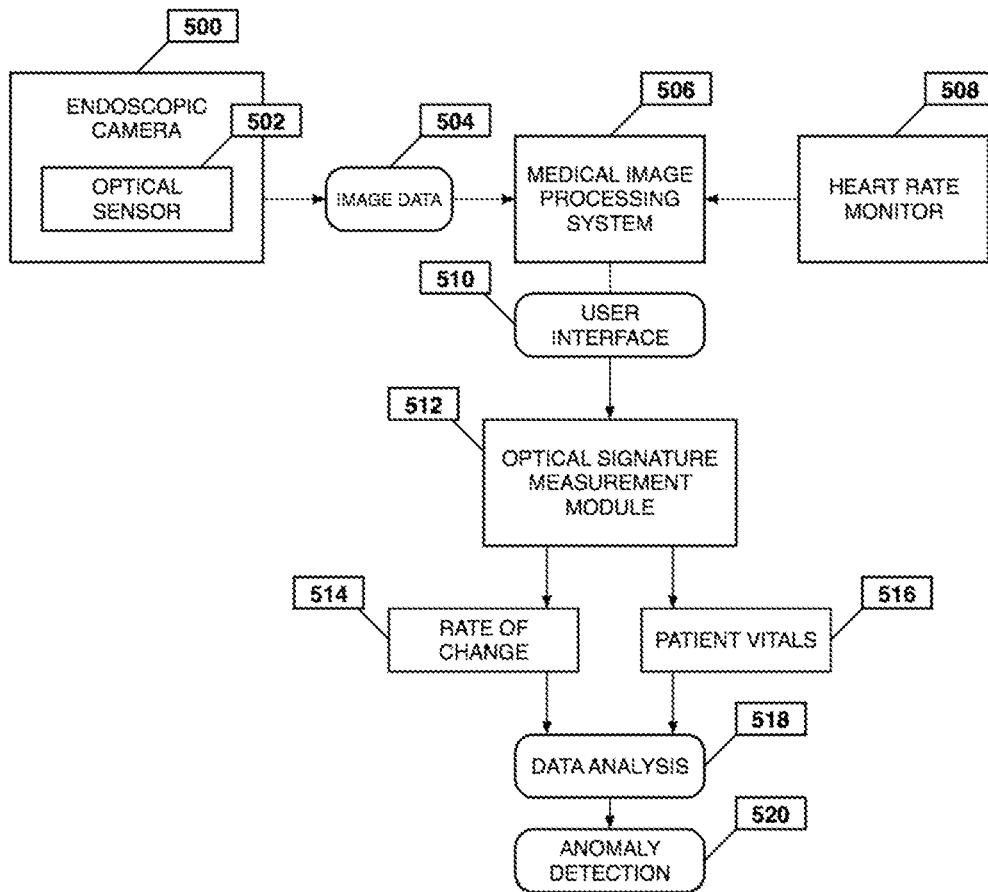 500
ENDOSCOPIC
CAMERA
502
OPTICAL
SENSOR
504
IMAGE DATA
506
MEDICAL IMAGE
PROCESSING
SYSTEM
508
HEART RATE
MONITOR
510
USER
INTERFACE
512
OPTICAL SIGNATURE
MEASUREMENT
MODULE
514
RATE OF
CHANGE
516
PATIENT VITALS
518
DATA ANALYSIS
520
ANOMALY
DETECTION